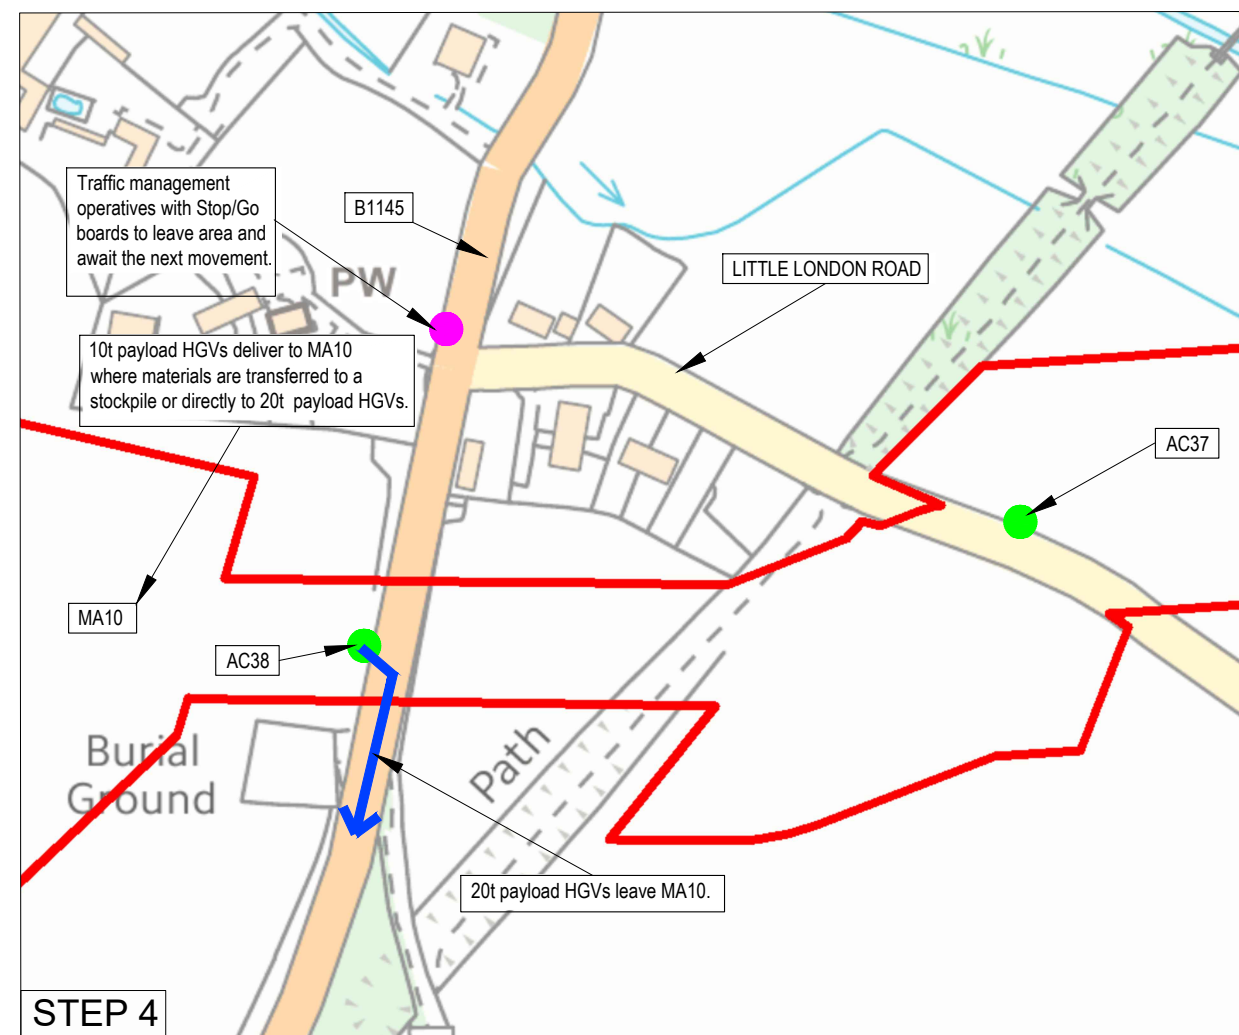 Traffic management
operatives with Stop/Go
boards to leave area and
await the next movement.
B1145
PW
LITTLE LONDON ROAD
10t payload HGVs deliver to MA10
where materials are transferred to a
stockpile or directly to 20t payload HGVs.
AC37
MA10
AC38
Burial
Ground
Path
20t payload HGVs leave MA10.
STEP 4